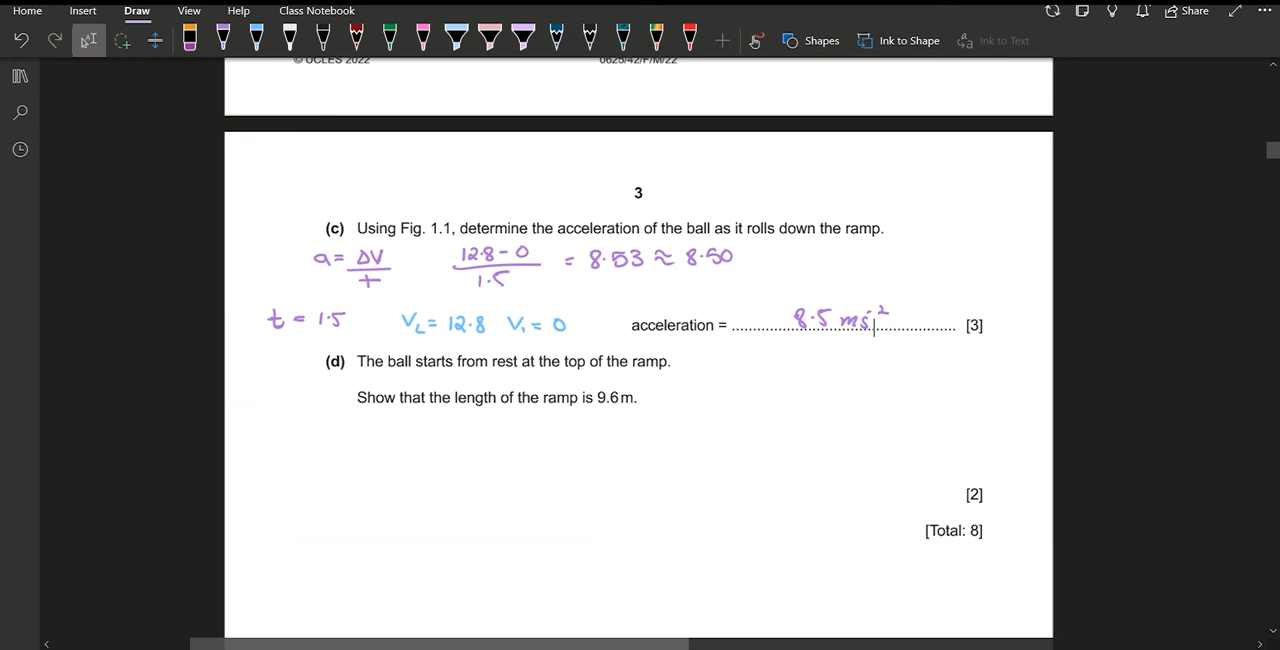 Home Insert Draw View Help Class Notebook Share
Shapes Ink to Shape Ink to Text
© UCLES 2022 0625/42/F/M/22
3
(c) Using Fig. 1.1, determine the acceleration of the ball as it rolls down the ramp.
a = ΔV/t 12.8 - 0/1.5 = 8.53 ≈ 8.50
t = 1.5 V₂ = 12.8 V₁ = 0 acceleration = 8.5 ms⁻² [3]
(d) The ball starts from rest at the top of the ramp.
Show that the length of the ramp is 9.6 m.
[2]
[Total: 8]